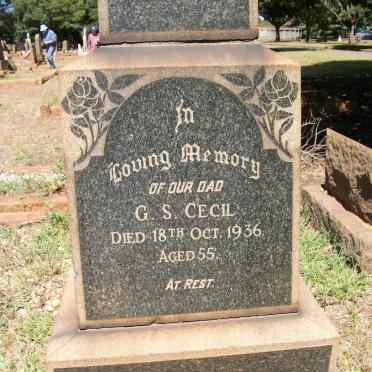 In
Loving Memory
OF OUR DAD
G. S. CECIL
DIED 18TH OCT. 1936.
AGED 55.
AT REST.